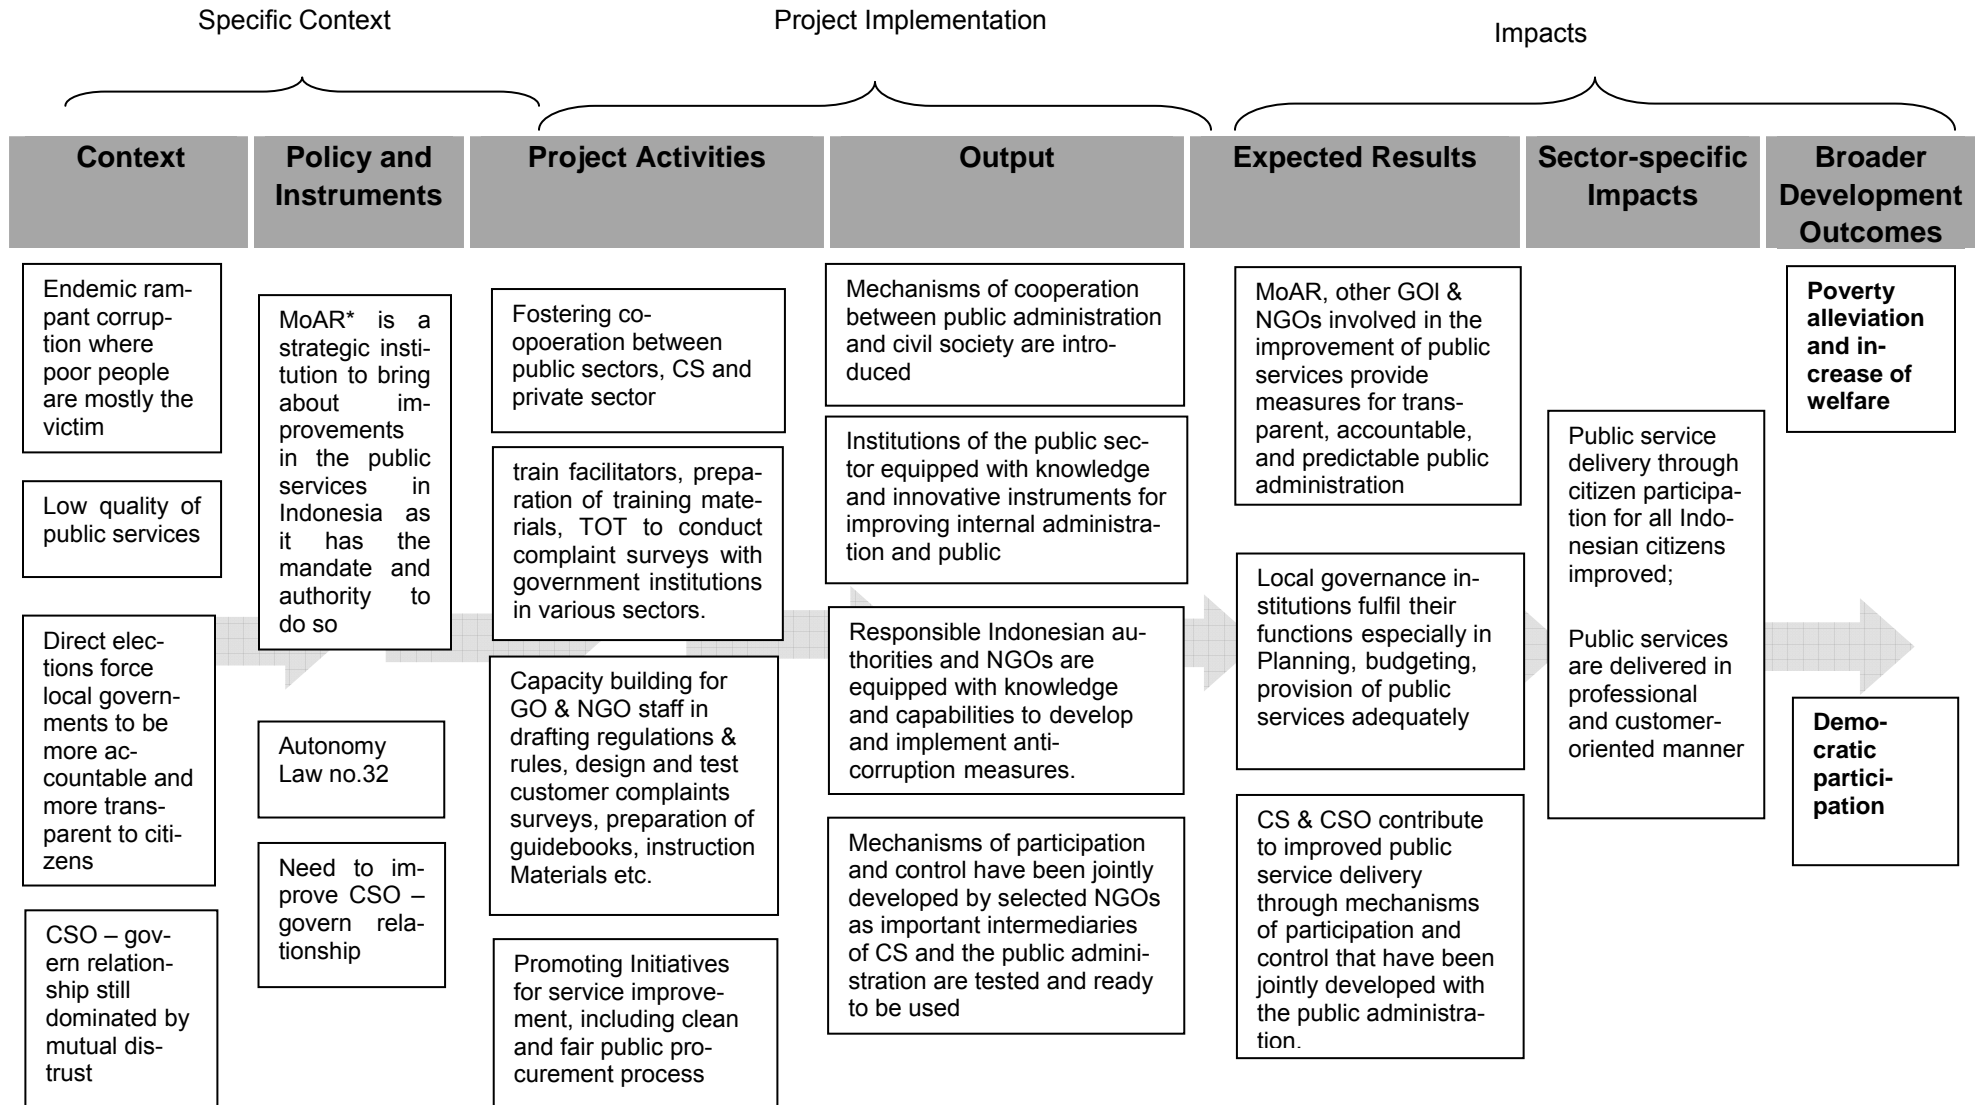 Specific Context
Project Implementation
Impacts
Context
Policy and
Instruments
Project Activities
Output
Expected Results
Sector-specific
Impacts
Broader
Development
Outcomes
Endemic ram-
pant corrup-
tion where
poor people
are mostly the
victim
Low quality of
public services
Direct elec-
tions force
local govern-
ments to be
more ac-
countable and
more trans-
parent to citi-
zens
CSO – gov-
ern relation-
ship still
dominated by
mutual dis-
trust
MoAR* is a
strategic insti-
tution to bring
about im-
provements
in the public
services in
Indonesia as
it has the
mandate and
authority to
do so
Autonomy
Law no.32
Need to im-
prove CSO –
govern rela-
tionship
Fostering co-
opoeration between
public sectors, CS and
private sector
train facilitators, prepa-
ration of training mate-
rials, TOT to conduct
complaint surveys with
government institutions
in various sectors.
Capacity building for
GO & NGO staff in
drafting regulations &
rules, design and test
customer complaints
surveys, preparation of
guidebooks, instruction
Materials etc.
Promoting Initiatives
for service improve-
ment, including clean
and fair public pro-
curement process
Mechanisms of cooperation
between public administration
and civil society are intro-
duced
Institutions of the public sec-
tor equipped with knowledge
and innovative instruments for
improving internal administra-
tion and public
Responsible Indonesian au-
thorities and NGOs are
equipped with knowledge
and capabilities to develop
and implement anti-
corruption measures.
Mechanisms of participation
and control have been jointly
developed by selected NGOs
as important intermediaries
of CS and the public admini-
stration are tested and ready
to be used
MoAR, other GOI &
NGOs involved in the
improvement of public
services provide
measures for trans-
parent, accountable,
and predictable public
administration
Local governance in-
stitutions fulfil their
functions especially in
Planning, budgeting,
provision of public
services adequately
CS & CSO contribute
to improved public
service delivery
through mechanisms
of participation and
control that have been
jointly developed with
the public administra-
tion.
Public service
delivery through
citizen participa-
tion for all Indo-
nesian citizens
improved;
Public services
are delivered in
professional
and customer-
oriented manner
Poverty
alleviation
and in-
crease of
welfare
Demo-
cratic
partici-
pation